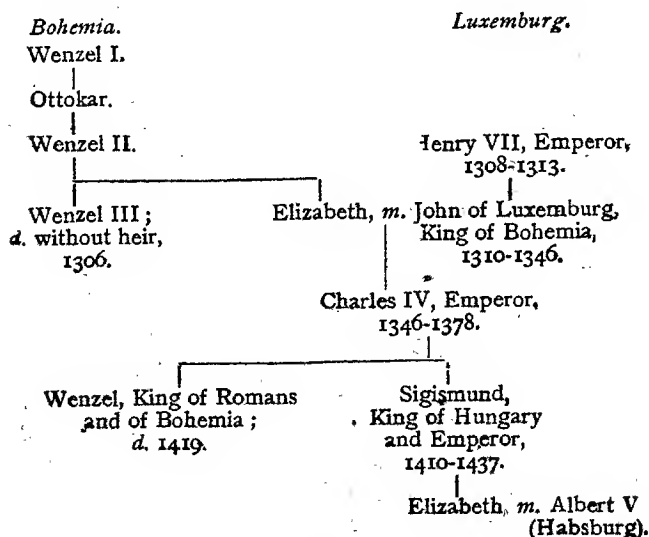 Bohemia.
Luxemburg.
Wenzel I.
Ottokar.
Wenzel II.
Henry VII, Emperor,
1308-1313.
Wenzel III;
d. without heir,
1306.
Elizabeth, m. John of Luxemburg,
King of Bohemia,
1310-1346.
Charles IV, Emperor,
1346-1378.
Wenzel, King of Romans
and of Bohemia;
d. 1419.
Sigismund,
King of Hungary
and Emperor,
1410-1437.
Elizabeth, m. Albert V
(Habsburg).